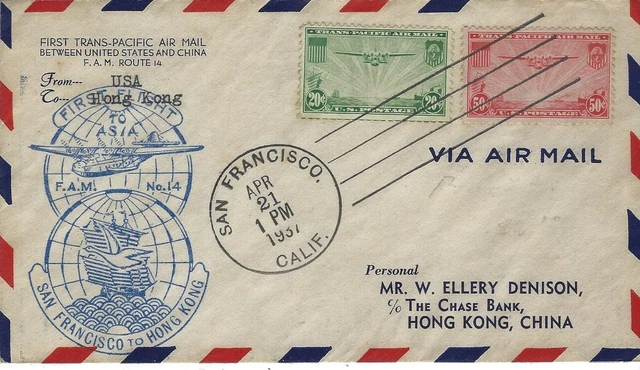 FIRST TRANS-PACIFIC AIR MAIL
BETWEEN UNITED STATES AND CHINA
F.A.M. ROUTE 14
From--- USA
To--- Hong Kong
FIRST FLIGHT
TO
ASIA
F.A.M. No. 14
SAN FRANCISCO TO HONG KONG
TRANS-PACIFIC AIR MAIL
20¢ 20¢
U.S. POSTAGE
TRANS-PACIFIC AIR MAIL
50¢ 50¢
U.S. POSTAGE
SAN FRANCISCO.
APR
21
1 PM
1937
CALIF.
VIA AIR MAIL
Personal
MR. W. ELLERY DENISON,
c/o THE CHASE BANK,
HONG KONG, CHINA